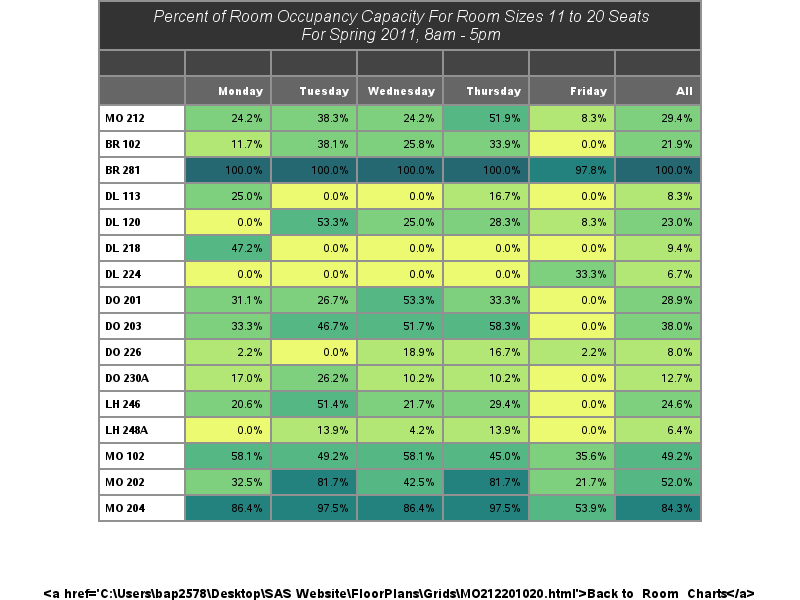 Percent of Room Occupancy Capacity For Room Sizes 11 to 20 Seats
For Spring 2011, 8am - 5pm
Monday Tuesday Wednesday Thursday Friday All
MO 212 24.2% 38.3% 24.2% 51.9% 8.3% 29.4%
BR 102 11.7% 38.1% 25.8% 33.9% 0.0% 21.9%
BR 281 100.0% 100.0% 100.0% 100.0% 97.8% 100.0%
DL 113 25.0% 0.0% 0.0% 16.7% 0.0% 8.3%
DL 120 0.0% 53.3% 25.0% 28.3% 8.3% 23.0%
DL 218 47.2% 0.0% 0.0% 0.0% 0.0% 9.4%
DL 224 0.0% 0.0% 0.0% 0.0% 33.3% 6.7%
DO 201 31.1% 26.7% 53.3% 33.3% 0.0% 28.9%
DO 203 33.3% 46.7% 51.7% 58.3% 0.0% 38.0%
DO 226 2.2% 0.0% 18.9% 16.7% 2.2% 8.0%
DO 230A 17.0% 26.2% 10.2% 10.2% 0.0% 12.7%
LH 246 20.6% 51.4% 21.7% 29.4% 0.0% 24.6%
LH 248A 0.0% 13.9% 4.2% 13.9% 0.0% 6.4%
MO 102 58.1% 49.2% 58.1% 45.0% 35.6% 49.2%
MO 202 32.5% 81.7% 42.5% 81.7% 21.7% 52.0%
MO 204 86.4% 97.5% 86.4% 97.5% 53.9% 84.3%
<a href='C:\Users\bap2578\Desktop\SAS Website\FloorPlans\Grids\MO212201020.html'>Back to Room Charts</a>